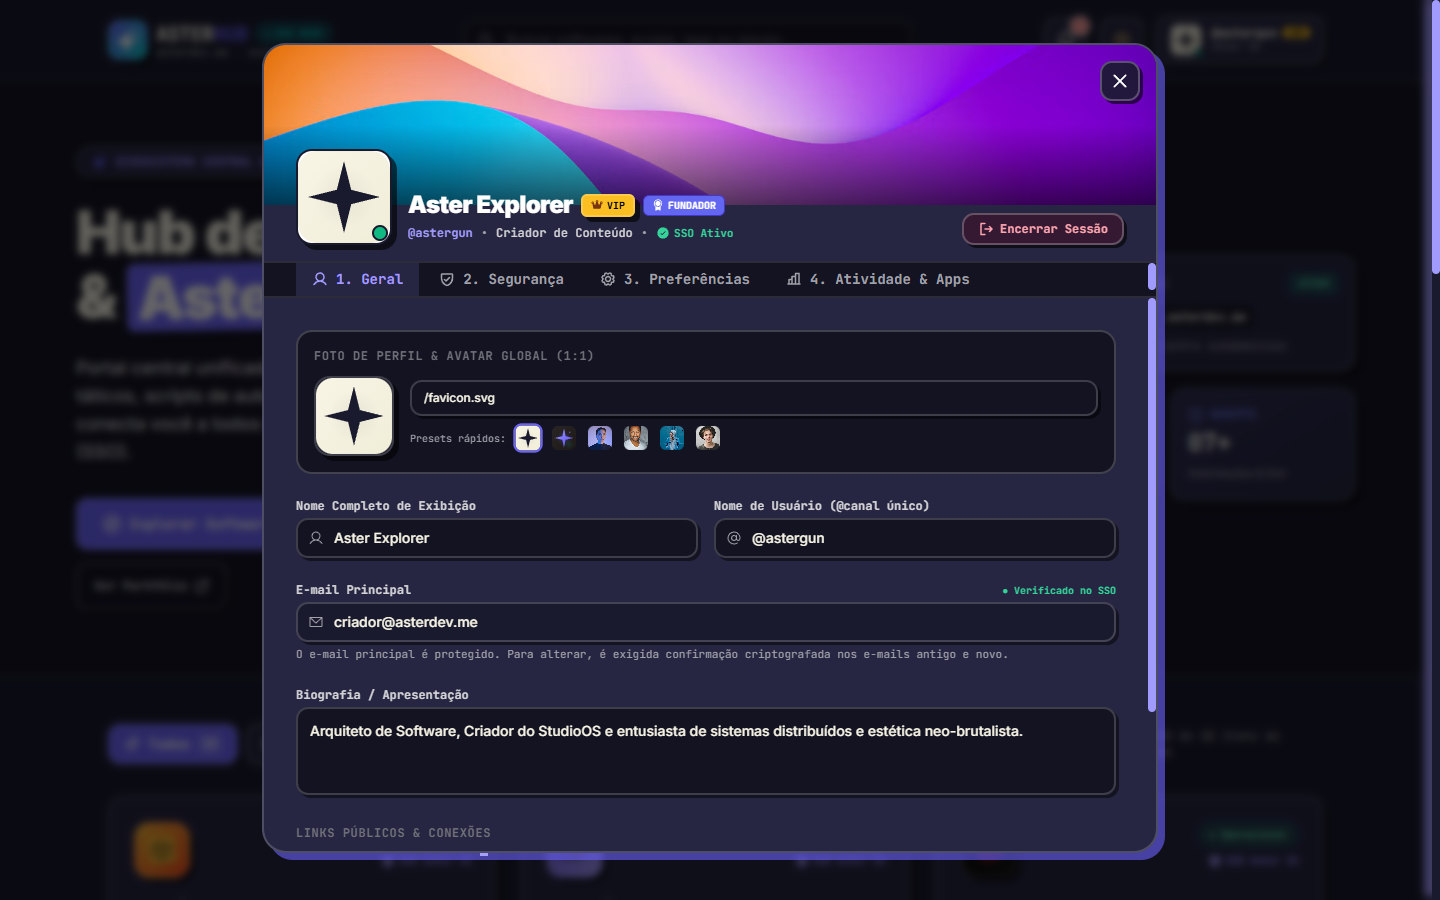 Aster Explorer VIP FUNDADOR
@astergun • Criador de Conteúdo • SSO Ativo
Encerrar Sessão
1. Geral 2. Segurança 3. Preferências 4. Atividade & Apps
FOTO DE PERFIL & AVATAR GLOBAL (1:1)
/favicon.svg
Presets rápidos:
Nome Completo de Exibição
Nome de Usuário (@canal único)
Aster Explorer
@astergun
E-mail Principal
• Verificado no SSO
criador@asterdev.me
O e-mail principal é protegido. Para alterar, é exigida confirmação criptografada nos e-mails antigo e novo.
Biografia / Apresentação
Arquiteto de Software, Criador do StudioOS e entusiasta de sistemas distribuídos e estética neo-brutalista.
LINKS PÚBLICOS & CONEXÕES
Hub de
& Aste